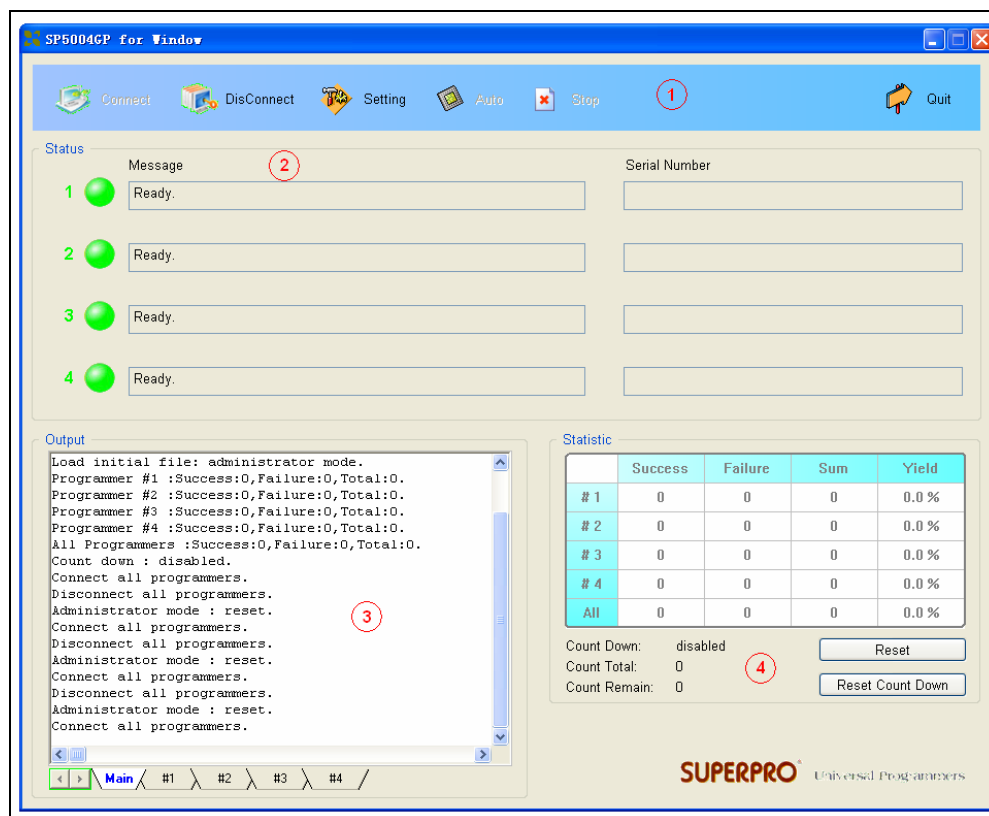 SP5004GP for Window
Connect DisConnect Setting Auto Stop 1 Quit
Status
Message 2 Serial Number
1 Ready.
2 Ready.
3 Ready.
4 Ready.
Output
Load initial file: administrator mode.
Programmer #1 :Success:0,Failure:0,Total:0.
Programmer #2 :Success:0,Failure:0,Total:0.
Programmer #3 :Success:0,Failure:0,Total:0.
Programmer #4 :Success:0,Failure:0,Total:0.
All Programmers :Success:0,Failure:0,Total:0.
Count down : disabled.
Connect all programmers.
Disconnect all programmers.
Administrator mode : reset.
Connect all programmers.
Disconnect all programmers.
Administrator mode : reset.
Connect all programmers.
Disconnect all programmers.
Administrator mode : reset.
Connect all programmers.
3
Main #1 #2 #3 #4
Statistic
Success Failure Sum Yield
# 1 0 0 0 0.0 %
# 2 0 0 0 0.0 %
# 3 0 0 0 0.0 %
# 4 0 0 0 0.0 %
All 0 0 0 0.0 %
Count Down: disabled
Count Total: 0
Count Remain: 0
4
Reset
Reset Count Down
SUPERPRO® Universal Programmers